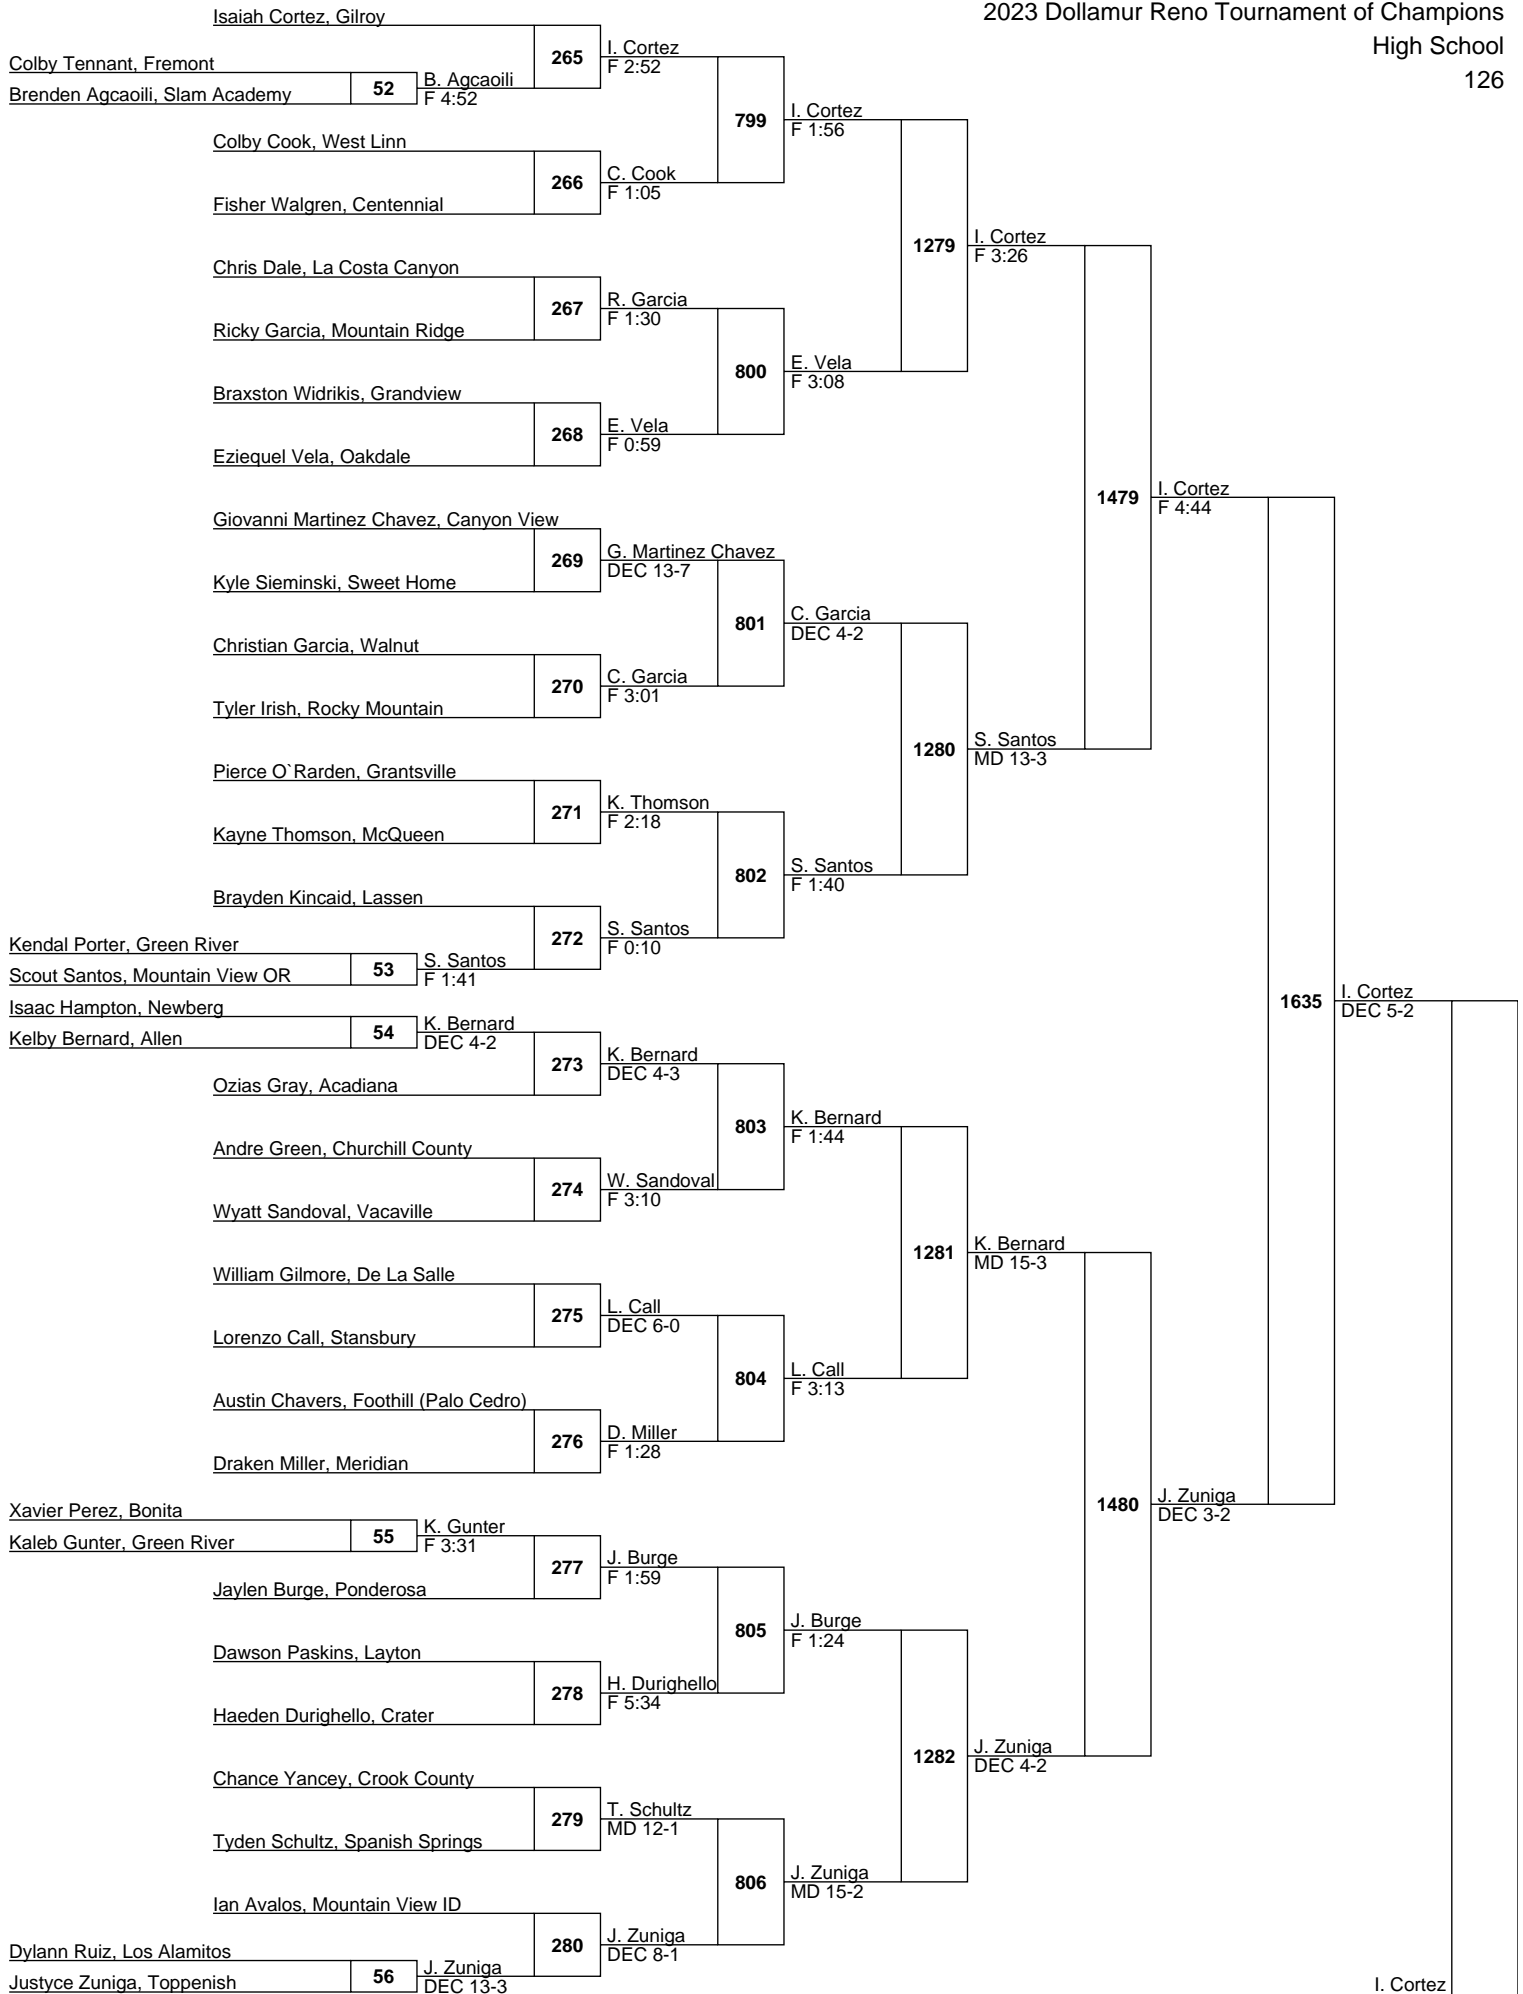 2023 Dollamur Reno Tournament of Champions
High School
126
Isaiah Cortez, Gilroy
265
I. Cortez
F 2:52
Colby Tennant, Fremont
52
B. Agcaoili
F 4:52
Brenden Agcaoili, Slam Academy
799
I. Cortez
F 1:56
Colby Cook, West Linn
266
C. Cook
F 1:05
Fisher Walgren, Centennial
1279
I. Cortez
F 3:26
Chris Dale, La Costa Canyon
267
R. Garcia
F 1:30
Ricky Garcia, Mountain Ridge
800
E. Vela
F 3:08
Braxston Widrikis, Grandview
268
E. Vela
F 0:59
Eziequel Vela, Oakdale
1479
I. Cortez
F 4:44
Giovanni Martinez Chavez, Canyon View
269
G. Martinez Chavez
DEC 13-7
Kyle Sieminski, Sweet Home
801
C. Garcia
DEC 4-2
Christian Garcia, Walnut
270
C. Garcia
F 3:01
Tyler Irish, Rocky Mountain
1280
S. Santos
MD 13-3
Pierce O`Rarden, Grantsville
271
K. Thomson
F 2:18
Kayne Thomson, McQueen
802
S. Santos
F 1:40
Brayden Kincaid, Lassen
272
S. Santos
F 0:10
Kendal Porter, Green River
53
S. Santos
F 1:41
Scout Santos, Mountain View OR
1635
I. Cortez
DEC 5-2
Isaac Hampton, Newberg
54
K. Bernard
DEC 4-2
Kelby Bernard, Allen
273
K. Bernard
DEC 4-3
Ozias Gray, Acadiana
803
K. Bernard
F 1:44
Andre Green, Churchill County
274
W. Sandoval
F 3:10
Wyatt Sandoval, Vacaville
1281
K. Bernard
MD 15-3
William Gilmore, De La Salle
275
L. Call
DEC 6-0
Lorenzo Call, Stansbury
804
L. Call
F 3:13
Austin Chavers, Foothill (Palo Cedro)
276
D. Miller
F 1:28
Draken Miller, Meridian
1480
J. Zuniga
DEC 3-2
Xavier Perez, Bonita
55
K. Gunter
F 3:31
Kaleb Gunter, Green River
277
J. Burge
F 1:59
Jaylen Burge, Ponderosa
805
J. Burge
F 1:24
Dawson Paskins, Layton
278
H. Durighello
F 5:34
Haeden Durighello, Crater
1282
J. Zuniga
DEC 4-2
Chance Yancey, Crook County
279
T. Schultz
MD 12-1
Tyden Schultz, Spanish Springs
806
J. Zuniga
MD 15-2
Ian Avalos, Mountain View ID
280
J. Zuniga
DEC 8-1
Dylann Ruiz, Los Alamitos
56
J. Zuniga
DEC 13-3
Justyce Zuniga, Toppenish
I. Cortez